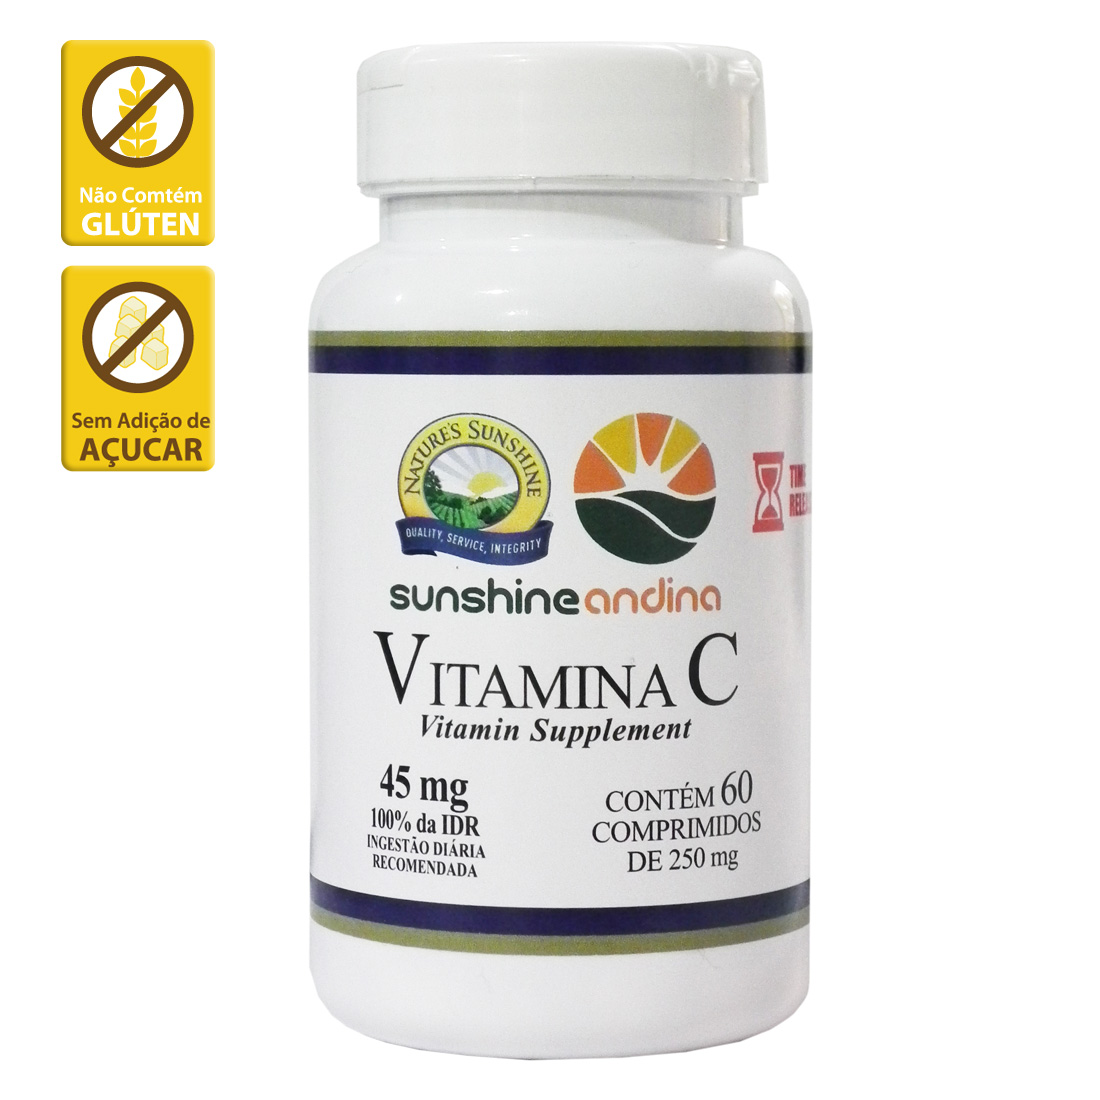 Não Comtém
GLÚTEN
Sem Adição de
AÇUCAR
NATURE'S SUNSHINE
QUALITY, SERVICE, INTEGRITY
sunshineandina
VITAMINA C
Vitamin Supplement
45 mg
100% da IDR
INGESTÃO DIÁRIA
RECOMENDADA
CONTÉM 60
COMPRIMIDOS
DE 250 mg